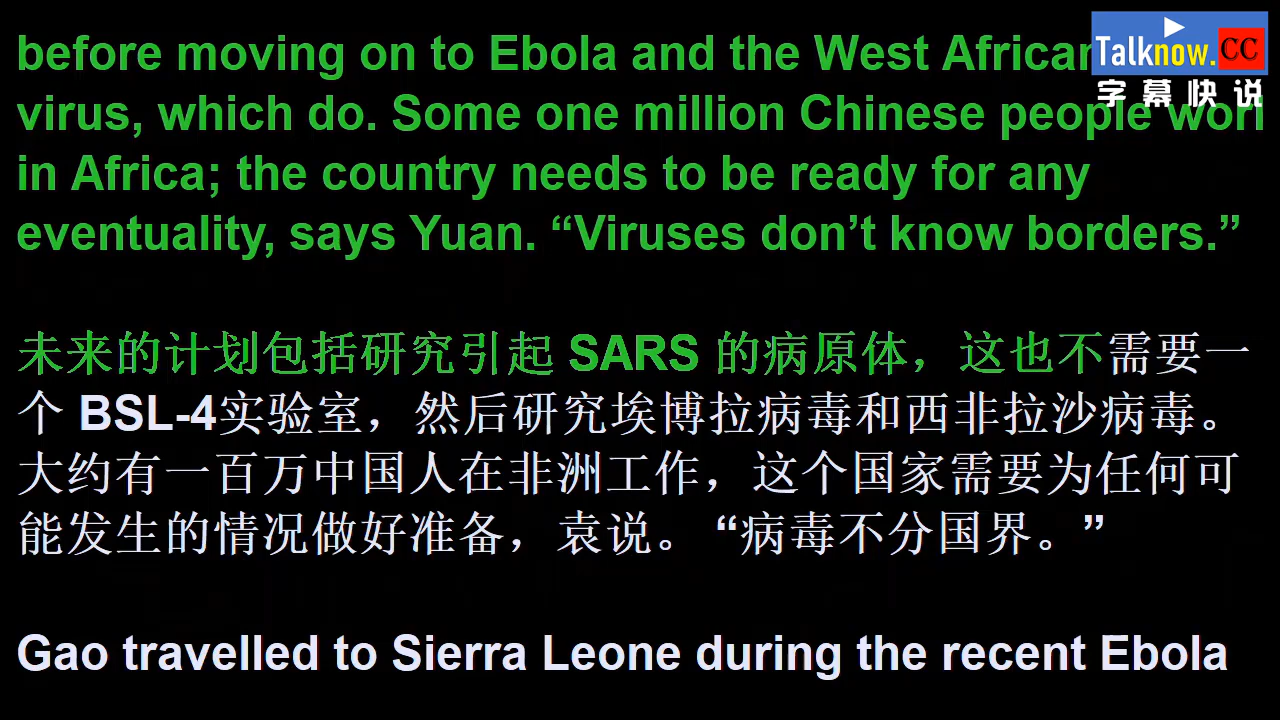 before moving on to Ebola and the West African
virus, which do. Some one million Chinese people work
in Africa; the country needs to be ready for any
eventuality, says Yuan. “Viruses don’t know borders.”
未来的计划包括研究引起 SARS 的病原体，这也不需要一
个 BSL-4实验室，然后研究埃博拉病毒和西非拉沙病毒。
大约有一百万中国人在非洲工作，这个国家需要为任何可
能发生的情况做好准备，袁说。 “病毒不分国界。”
Gao travelled to Sierra Leone during the recent Ebola
Talknow.CC
字幕快说